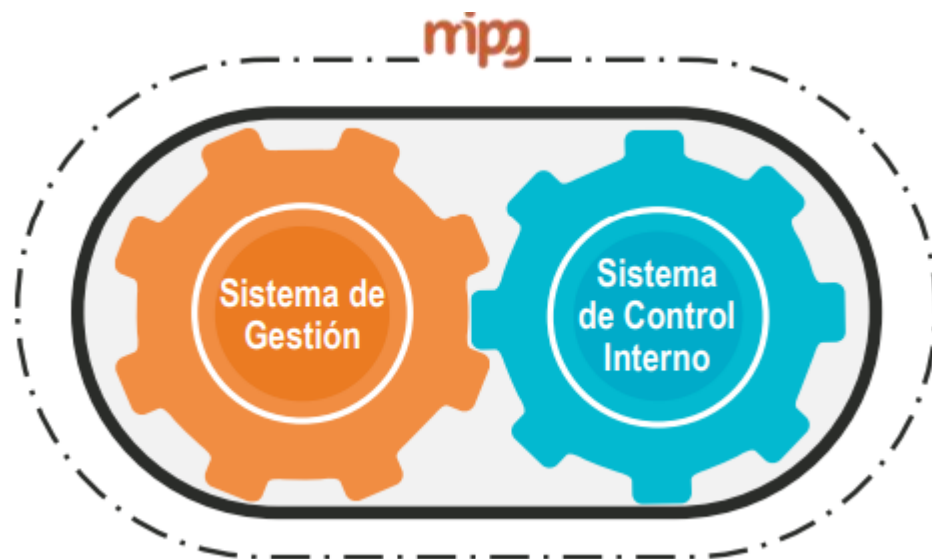 mipg
Sistema de
Gestión
Sistema
de Control
Interno